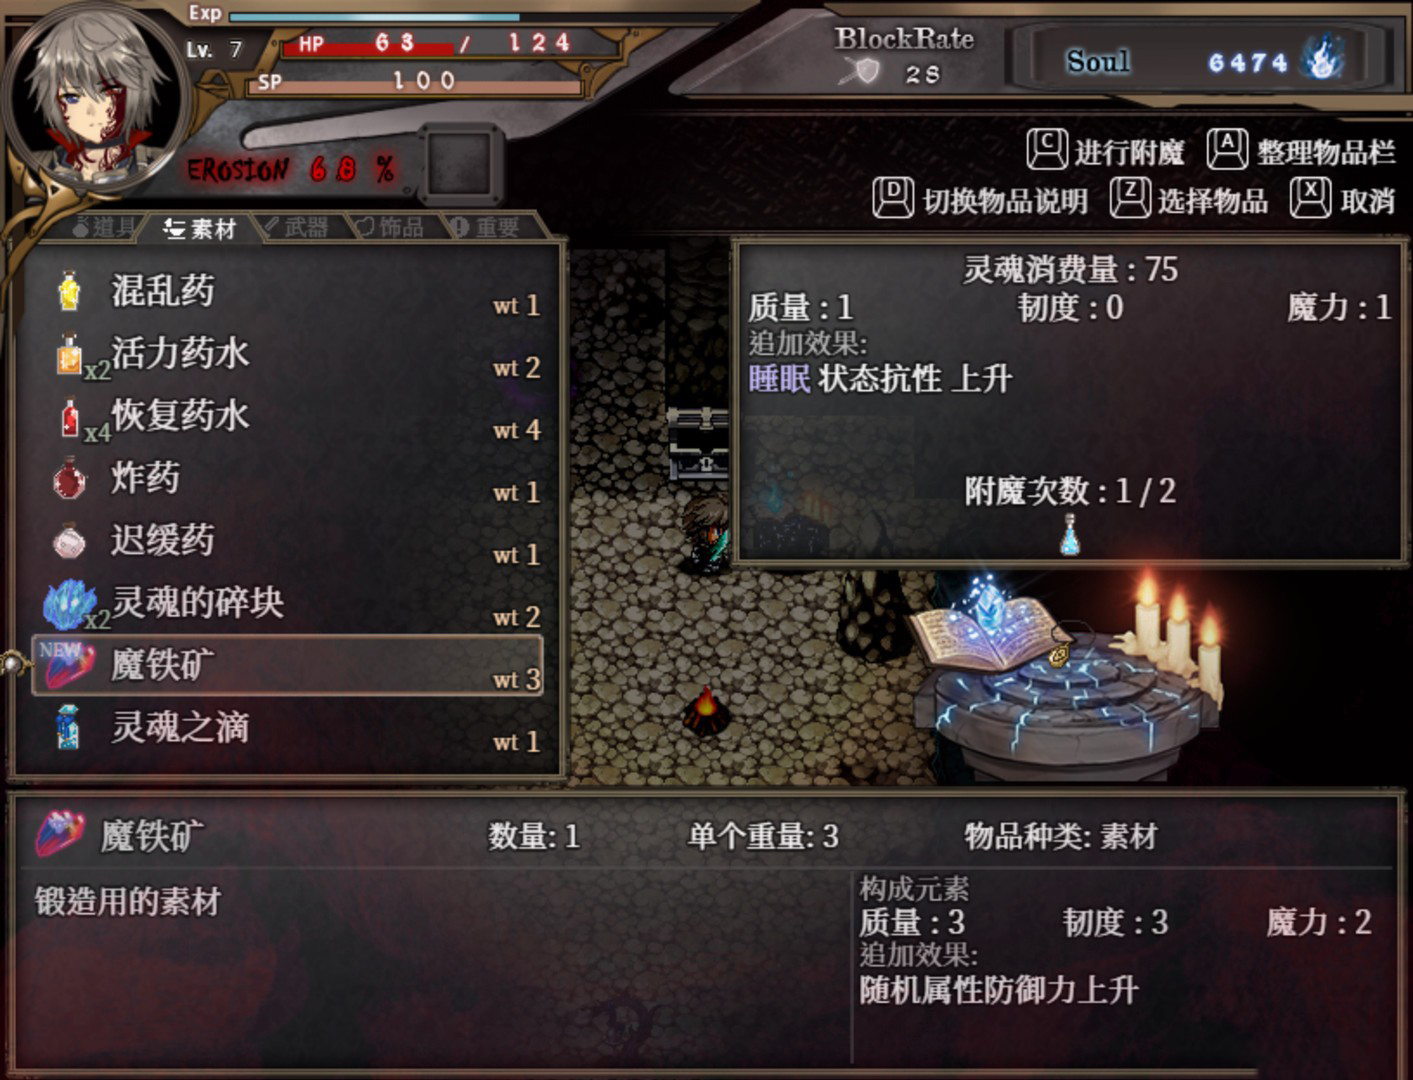 Exp
Lv. 7
HP 63 / 124
SP 100
EROSION 68 %
BlockRate
28
Soul 6474
C 进行附魔 A 整理物品栏
D 切换物品说明 Z 选择物品 X 取消
道具 素材 武器 饰品 重要
混乱药 wt 1
x2 活力药水 wt 2
x4 恢复药水 wt 4
炸药 wt 1
迟缓药 wt 1
x2 灵魂的碎块 wt 2
NEW 魔铁矿 wt 3
灵魂之滴 wt 1
灵魂消费量 : 75
质量 : 1 韧度 : 0 魔力 : 1
追加效果:
睡眠 状态抗性 上升
附魔次数 : 1 / 2
魔铁矿 数量: 1 单个重量: 3 物品种类: 素材
锻造用的素材
构成元素
质量 : 3 韧度 : 3 魔力 : 2
追加效果:
随机属性防御力上升